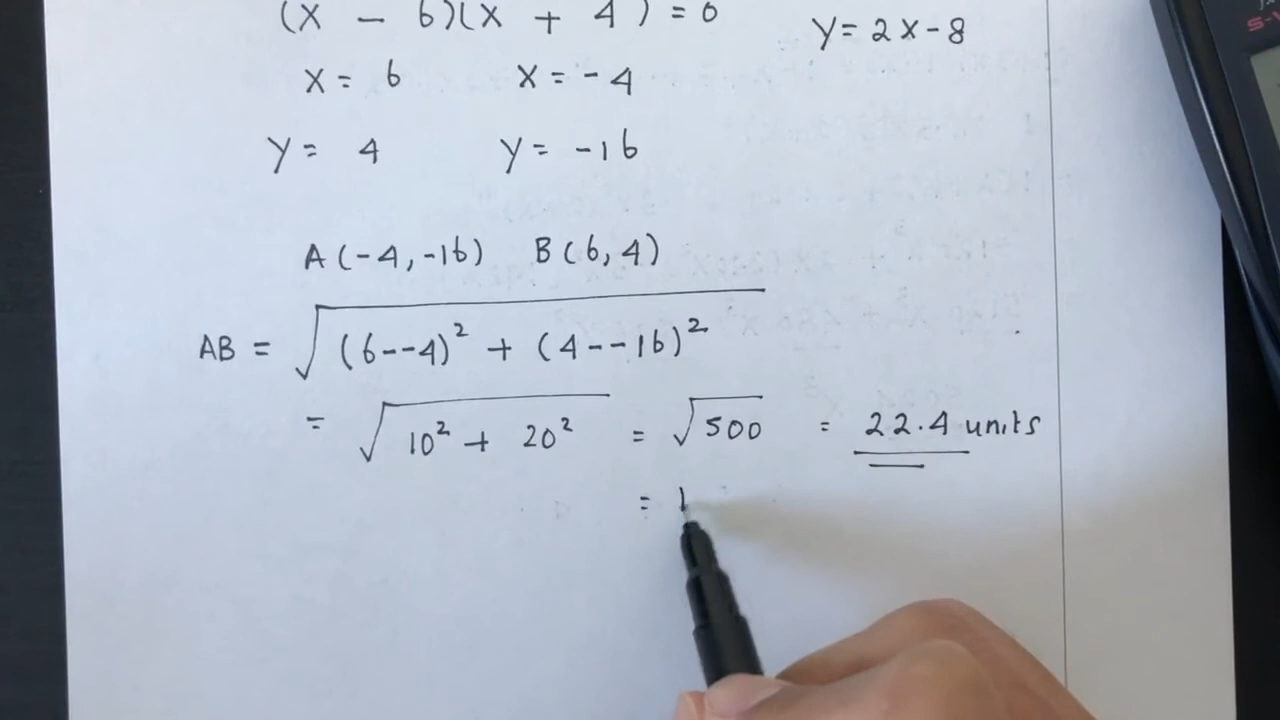 (x - 6)(x + 4) = 0
y = 2x - 8
x = 6 x = -4
y = 4 y = -16
A(-4, -16) B(6, 4)
AB = √((6--4)² + (4--16)²)
= √(10² + 20²) = √500 = 22.4 units
= 1